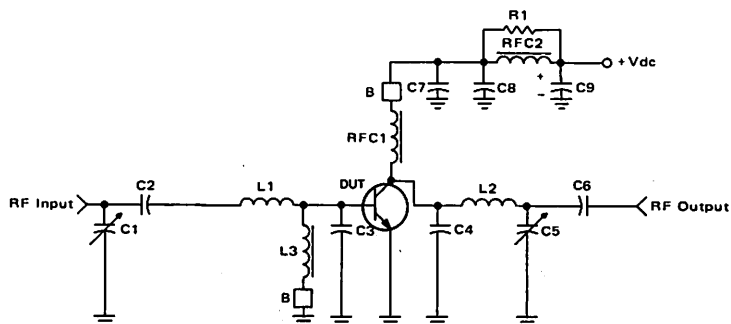 R1
RFC2
+Vdc
B
C7
C8
+
–
C9
RFC1
RF Input
C2
L1
DUT
L2
C6
RF Output
C1
L3
C3
C4
C5
B